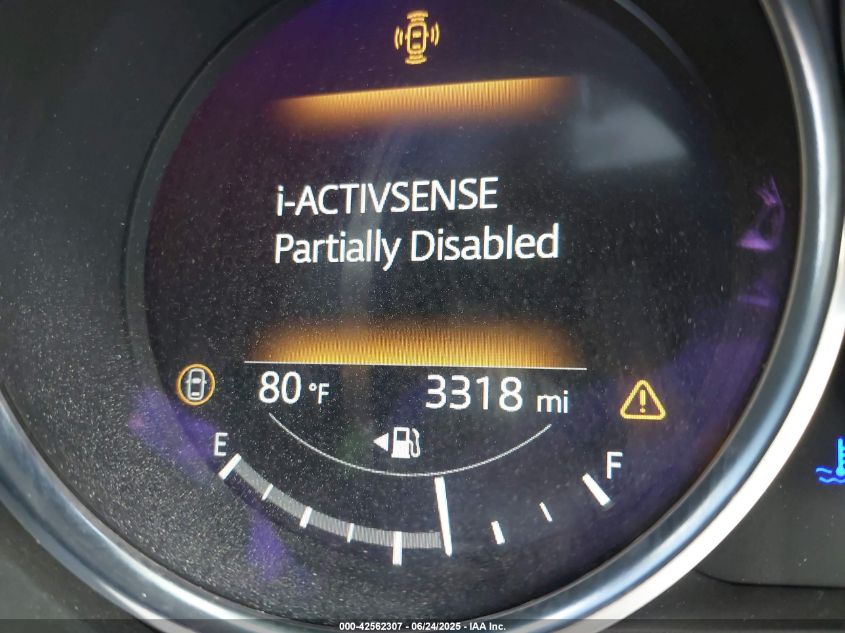 i-ACTIVSENSE
Partially Disabled
80 °F 3318 mi
E F
000-42562307 - 06/24/2025 - IAA Inc.